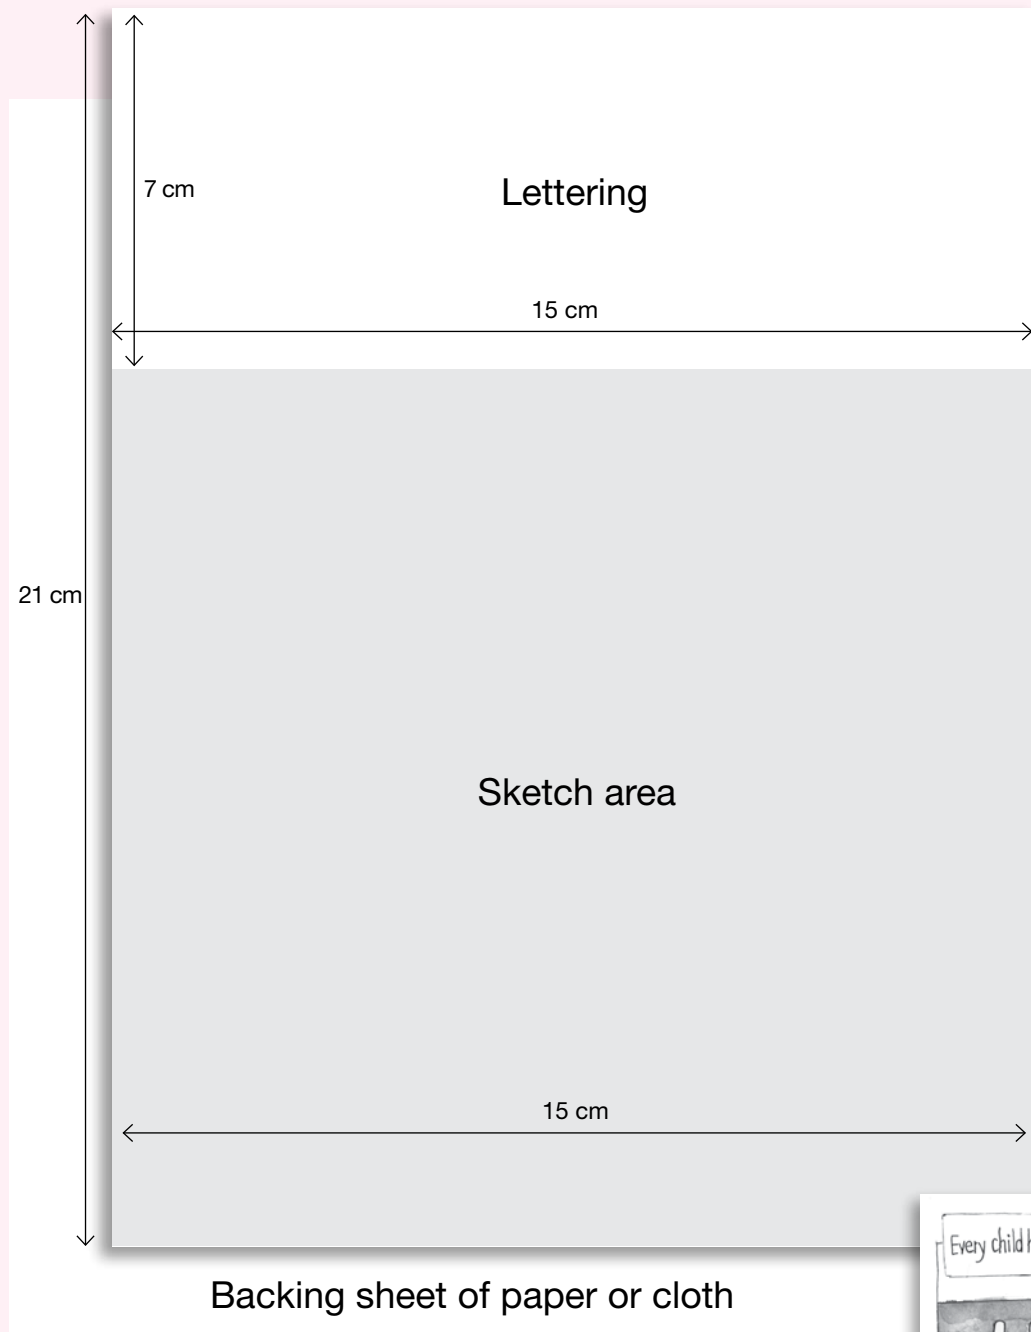 7 cm
Lettering
15 cm
21 cm
Sketch area
15 cm
Every child
Backing sheet of paper or cloth